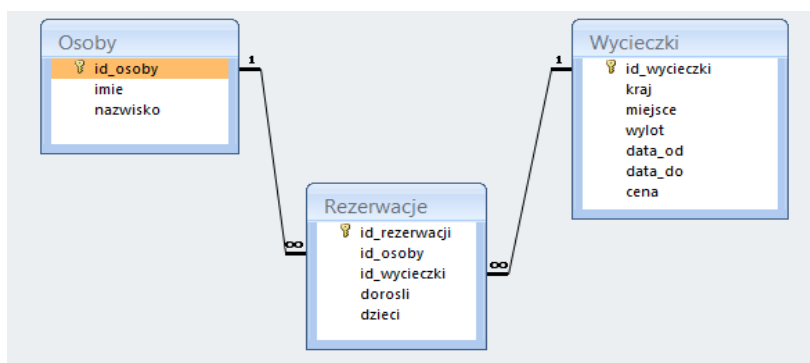 Osoby
id_osoby
imie
nazwisko
1
∞
Wycieczki
id_wycieczki
kraj
miejsce
wylot
data_od
data_do
cena
1
∞
Rezerwacje
id_rezerwacji
id_osoby
id_wycieczki
dorosli
dzieci